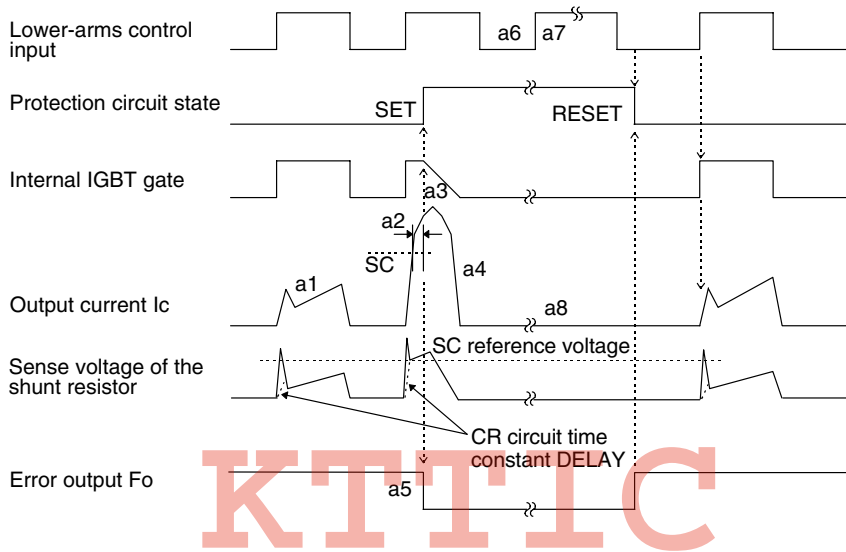 Lower-arms control
input
a6
a7
Protection circuit state
SET
RESET
Internal IGBT gate
a3
a2
SC
a4
Output current Ic
a1
a8
SC reference voltage
Sense voltage of the
shunt resistor
CR circuit time
constant DELAY
Error output Fo
a5
KTTIC